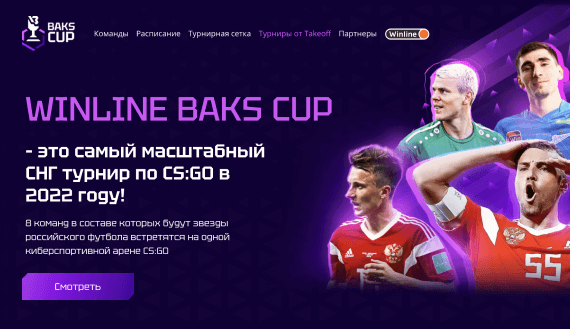 BAKS
CUP
Команды Расписание Турнирная сетка Турниры от Takeoff Партнеры Winline
WINLINE BAKS CUP
- это самый масштабный
СНГ турнир по CS:GO в
2022 году!
8 команд в составе которых будут звезды
российского футбола встретятся на одной
киберспортивной арене CS:GO
Смотреть
55